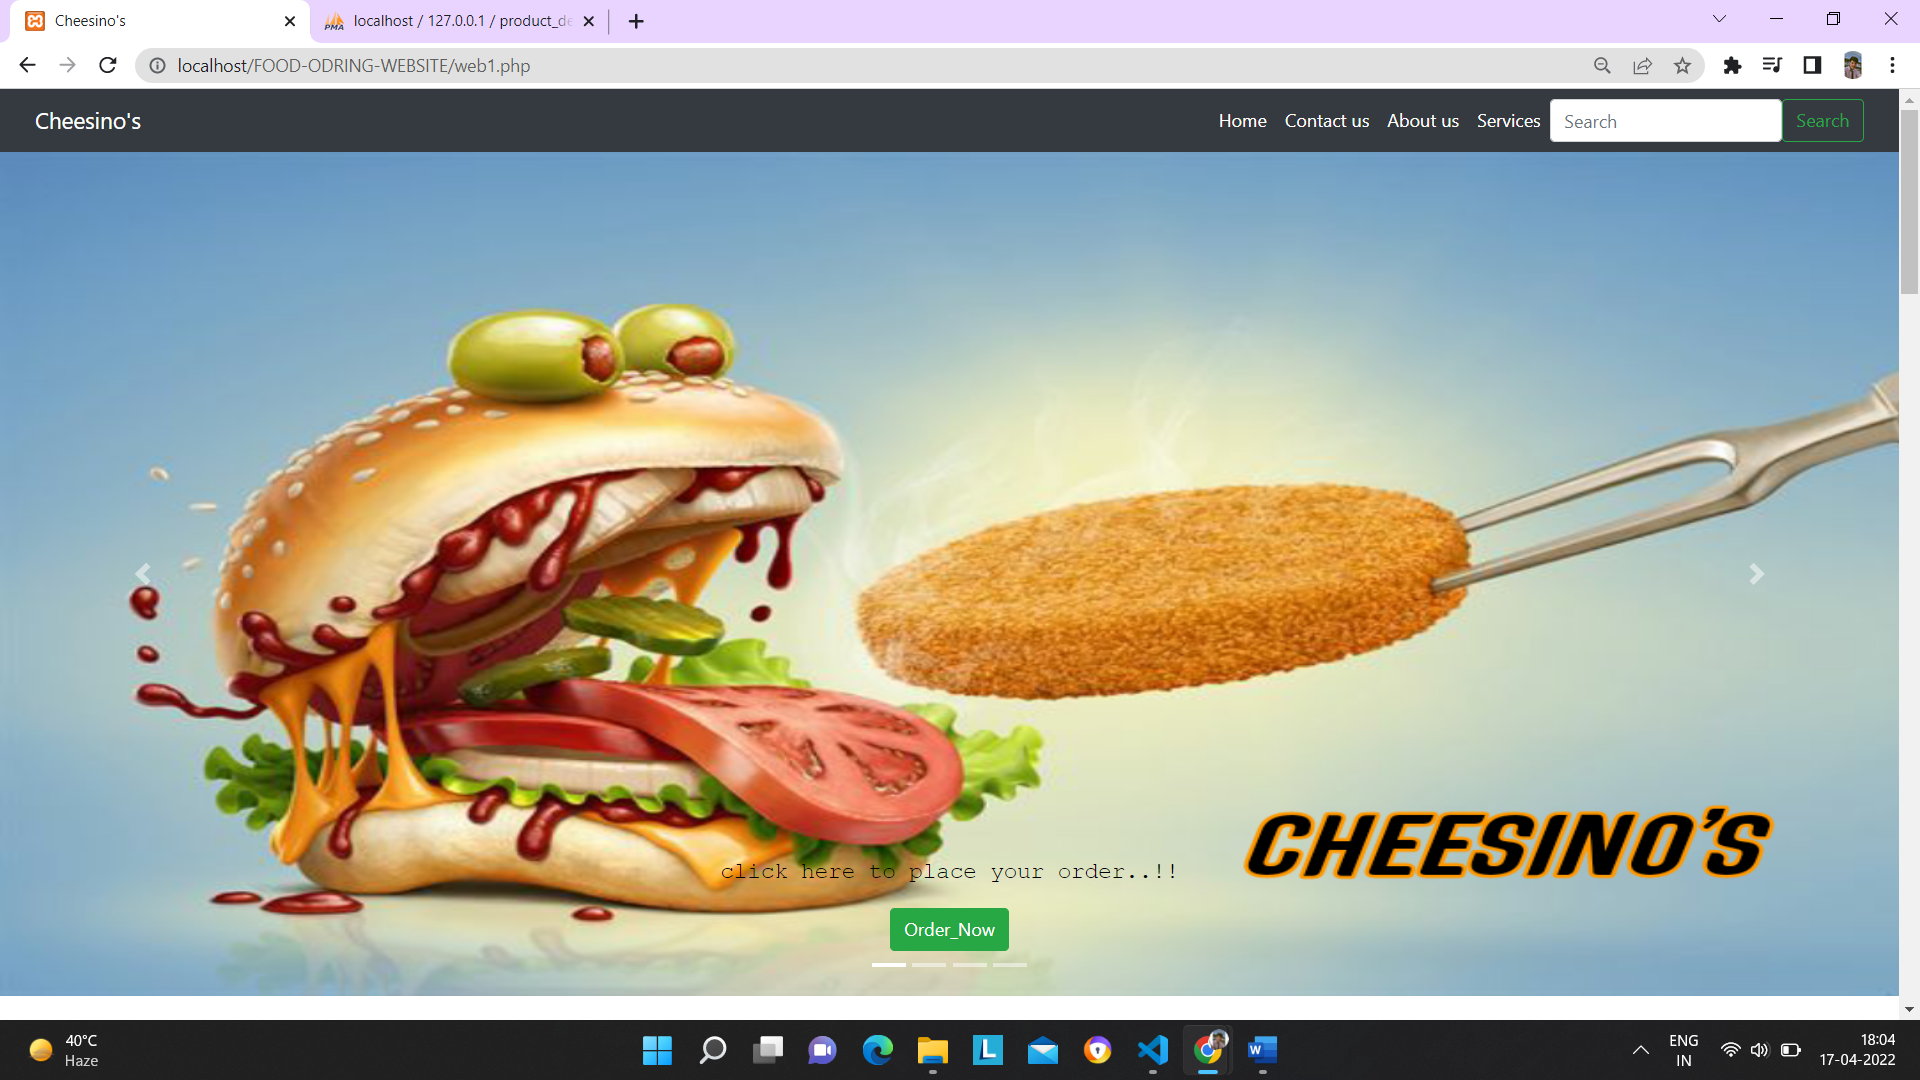 Cheesino's
localhost / 127.0.0.1 / product_de
localhost/FOOD-ODRING-WEBSITE/web1.php
Cheesino's
Home Contact us About us Services Search Search
CHEESINO'S
click here to place your order..!!
Order_Now
40°C
Haze
ENG
IN
18:04
17-04-2022